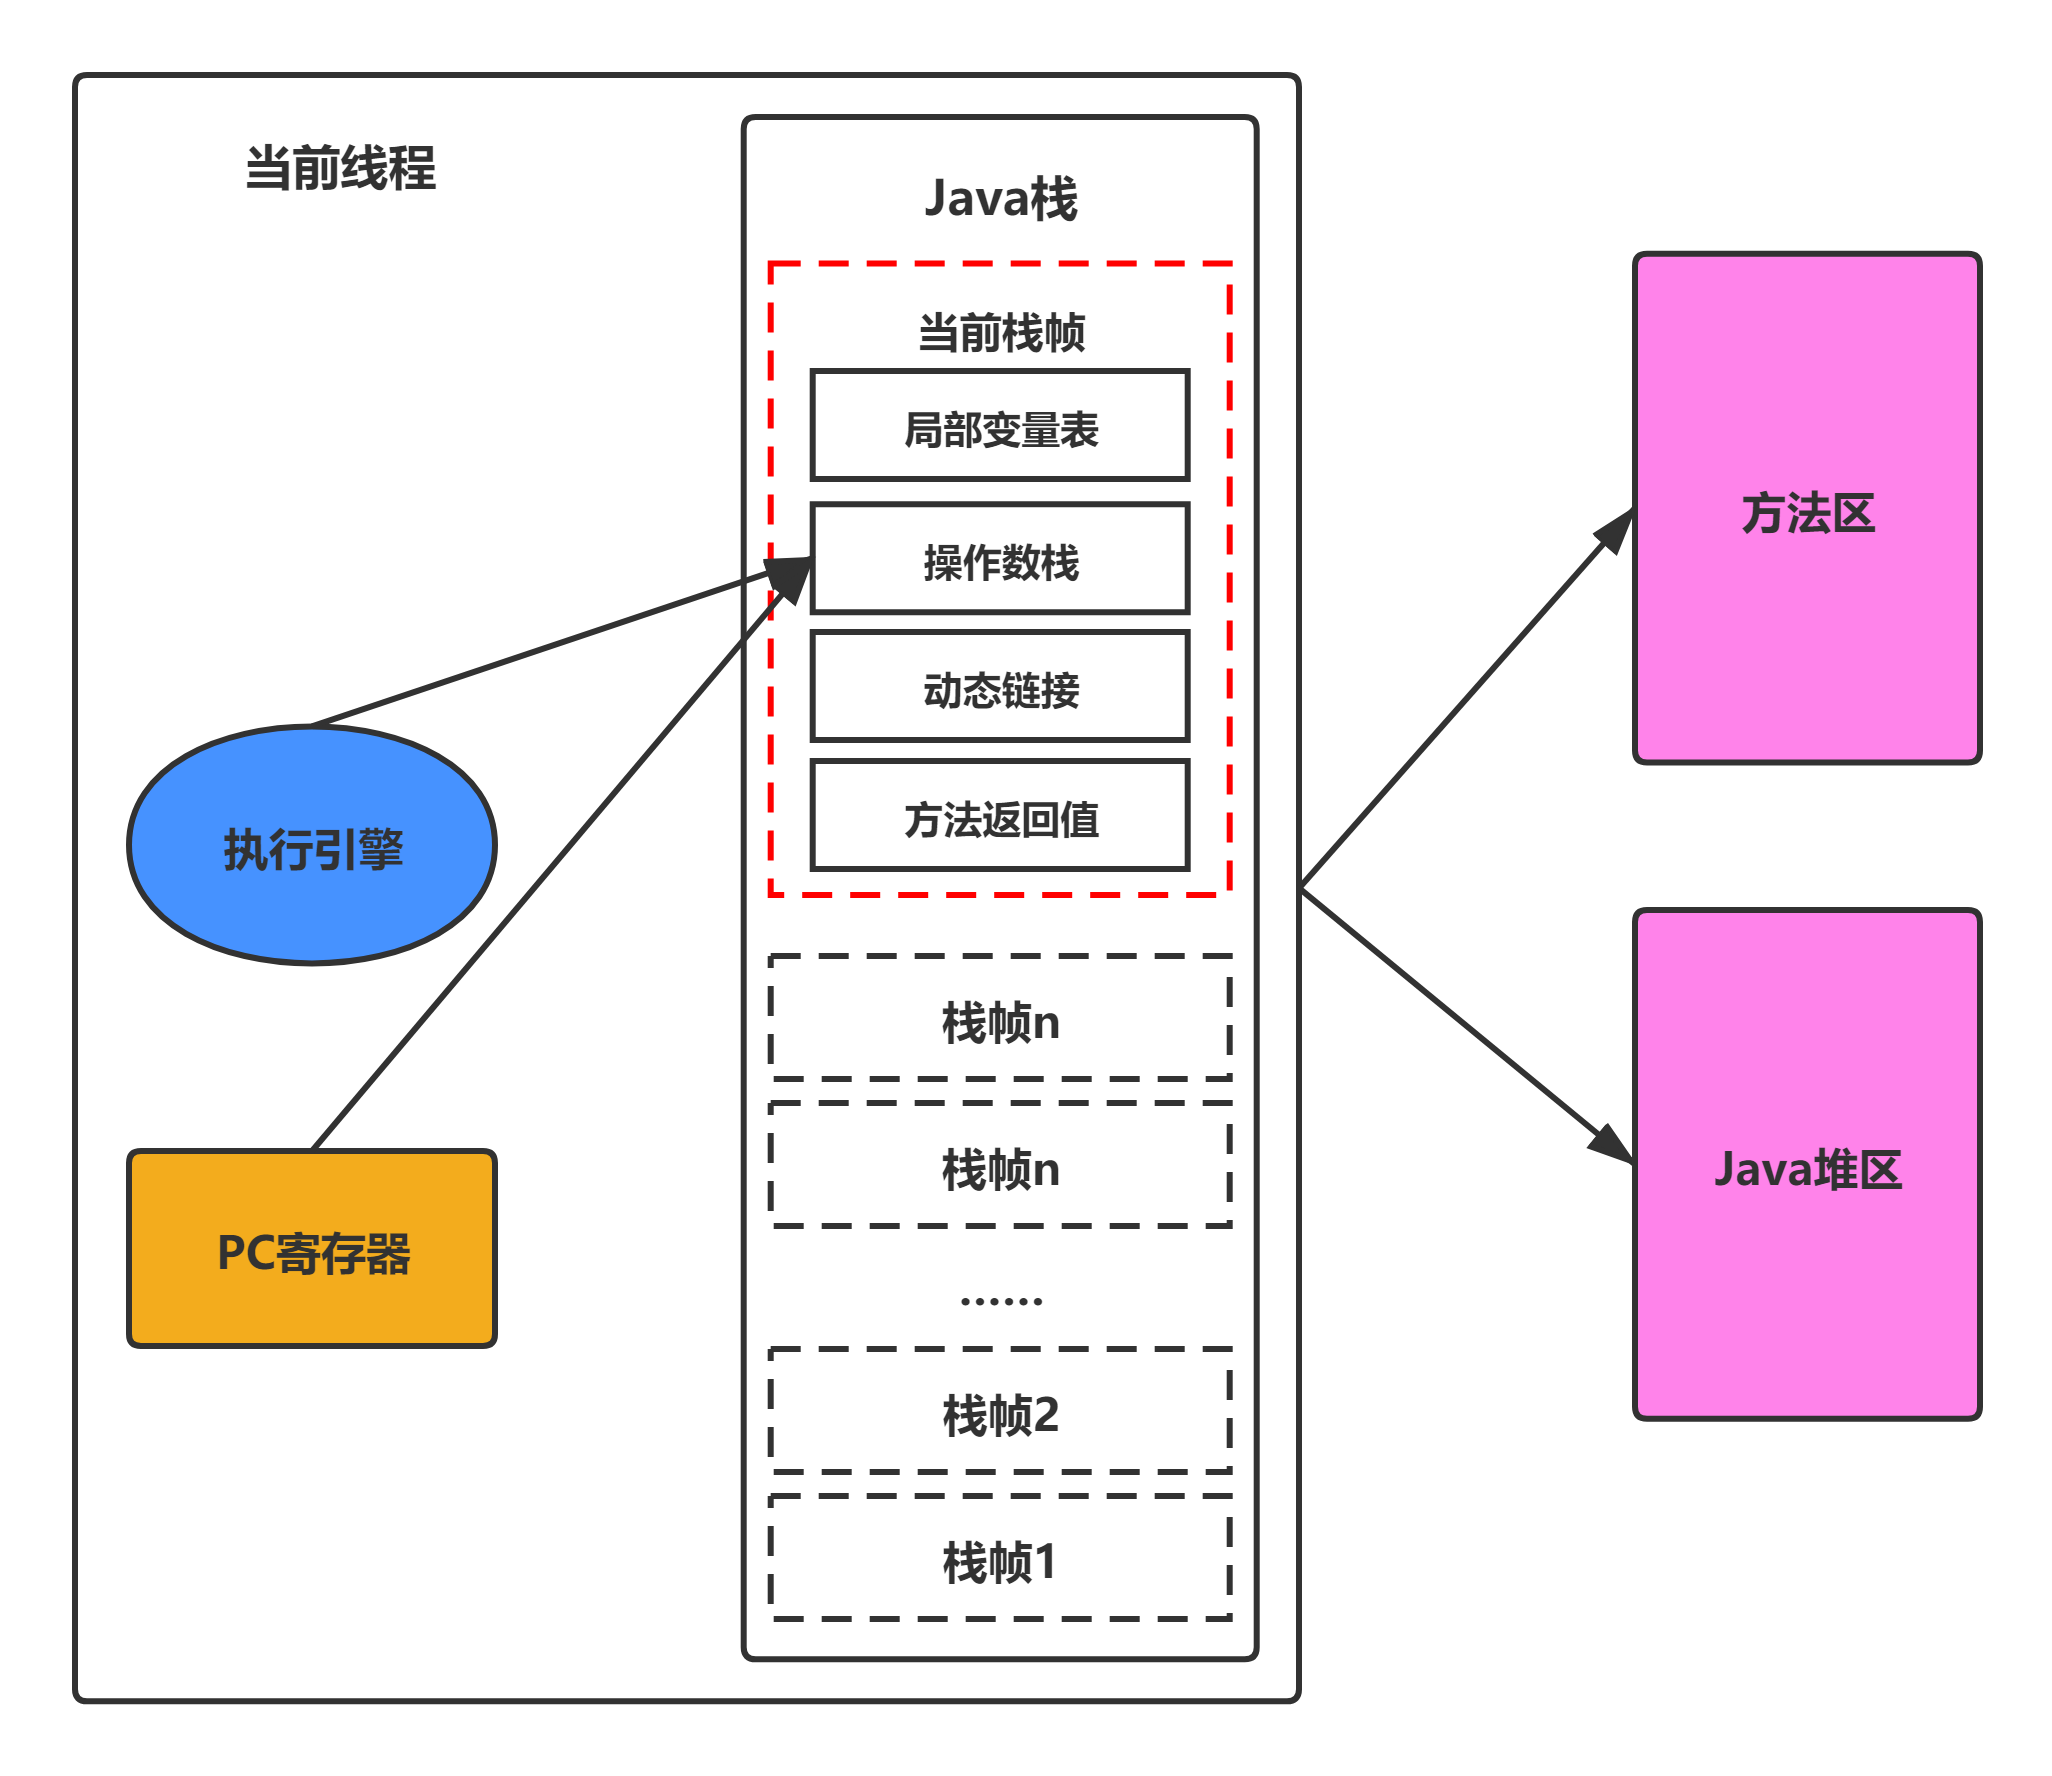 当前线程
Java栈
当前栈帧
局部变量表
操作数栈
动态链接
方法返回值
执行引擎
PC寄存器
栈帧n
栈帧n
······
栈帧2
栈帧1
方法区
Java堆区